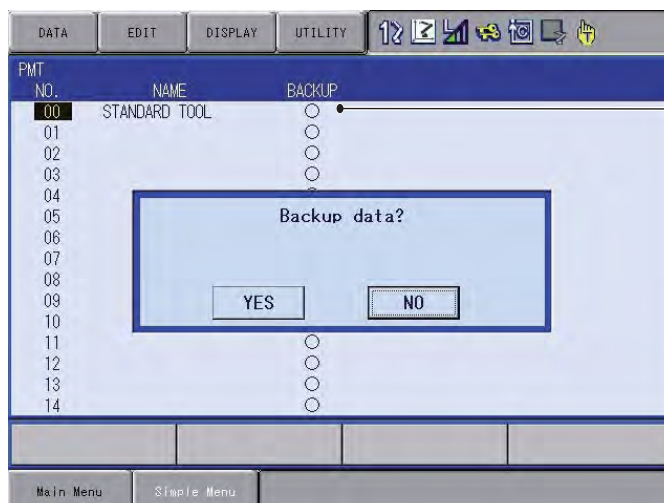 DATA EDIT DISPLAY UTILITY
PMT
NO. NAME BACKUP
00 STANDARD TOOL
01
02
03
04
05
06
07
08
09
10
11
12
13
14
Backup data?
YES NO
Main Menu Simple Menu